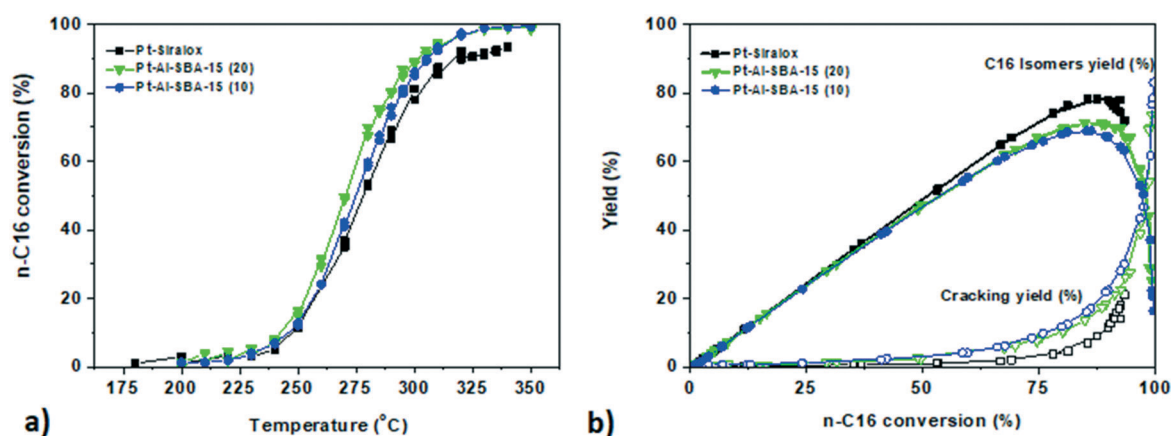 100
80
60
40
20
0
n-C16 conversion (%)
Pt-Siralox
Pt-Al-SBA-15 (20)
Pt-Al-SBA-15 (10)
175 200 225 250 275 300 325 350
Temperature (°C)
a)
100
80
60
40
20
0
Yield (%)
Pt-Siralox
Pt-Al-SBA-15 (20)
Pt-Al-SBA-15 (10)
C16 Isomers yield (%)
Cracking yield (%)
0 25 50 75 100
n-C16 conversion (%)
b)